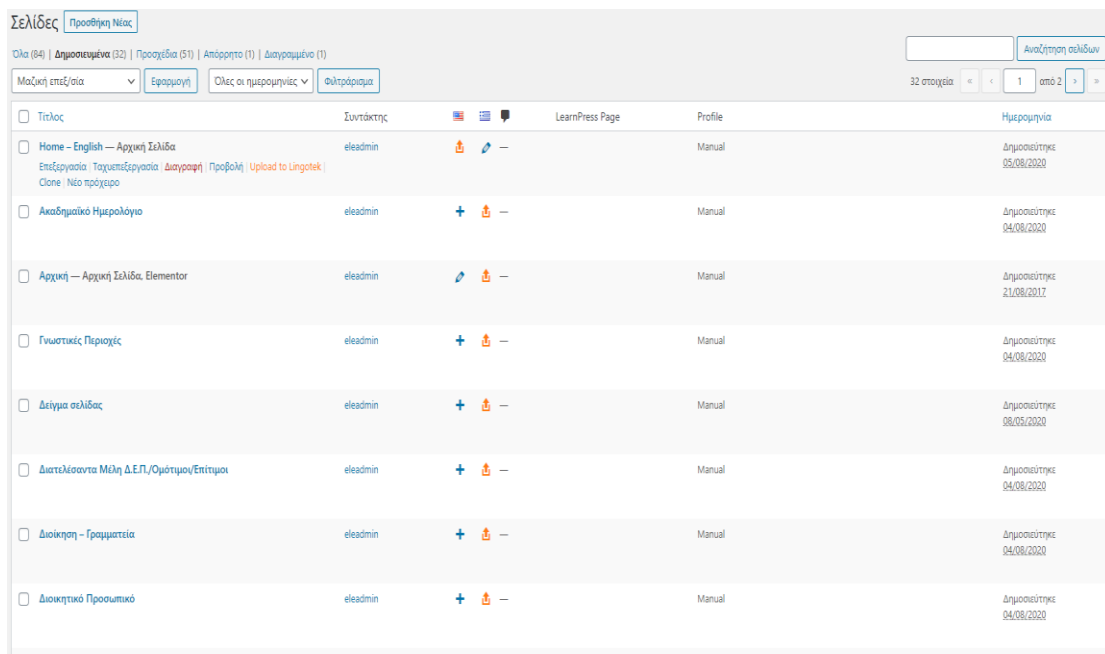 Σελίδες Προσθήκη Νέας
Όλα (84) | Δημοσιευμένα (32) | Προσχέδια (51) | Απόρρητο (1) | Διαγραμμένο (1)
Αναζήτηση σελίδων
Μαζική επεξ/σία Εφαρμογή Όλες οι ημερομηνίες Φιλτράρισμα 32 στοιχεία « ‹ 1 από 2 › »
Τίτλος Συντάκτης LearnPress Page Profile Ημερομηνία
Home – English — Αρχική Σελίδα eleadmin — Manual Δημοσιεύτηκε
Επεξεργασία | Ταχυεπεξεργασία | Διαγραφή | Προβολή | Upload to Lingotek | 05/08/2020
Clone | Νέο πρόχειρο
Ακαδημαϊκό Ημερολόγιο eleadmin + — Manual Δημοσιεύτηκε
04/08/2020
Αρχική — Αρχική Σελίδα, Elementor eleadmin — Manual Δημοσιεύτηκε
21/08/2017
Γνωστικές Περιοχές eleadmin + — Manual Δημοσιεύτηκε
04/08/2020
Δείγμα σελίδας eleadmin + — Manual Δημοσιεύτηκε
08/05/2020
Διατελέσαντα Μέλη Δ.Ε.Π./Ομότιμοι/Επίτιμοι eleadmin + — Manual Δημοσιεύτηκε
04/08/2020
Διοίκηση – Γραμματεία eleadmin + — Manual Δημοσιεύτηκε
04/08/2020
Διοικητικό Προσωπικό eleadmin + — Manual Δημοσιεύτηκε
04/08/2020